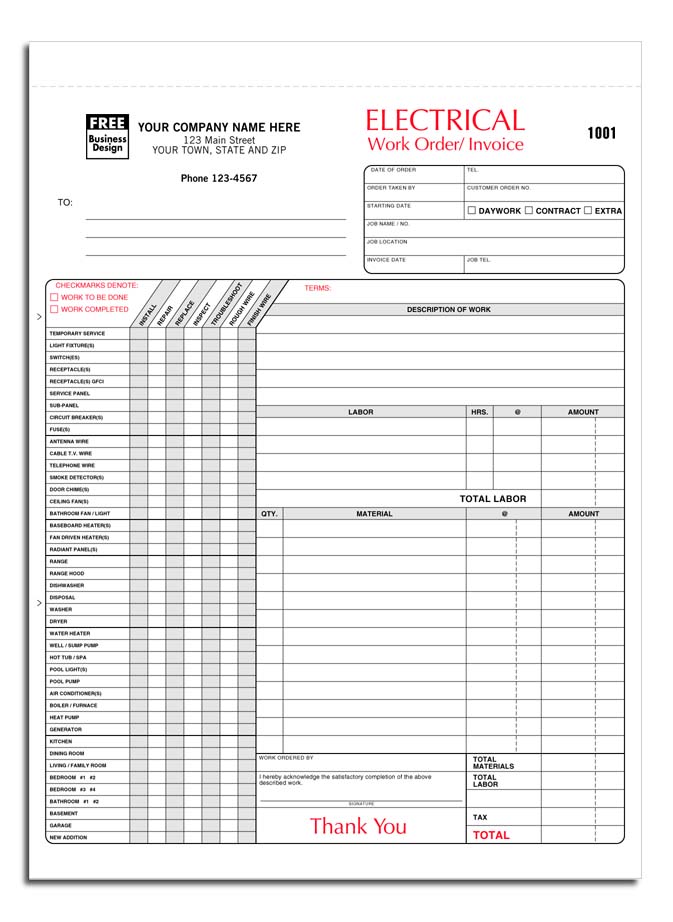 FREE
Business
Design
YOUR COMPANY NAME HERE
123 Main Street
YOUR TOWN, STATE AND ZIP
Phone 123-4567
TO:
ELECTRICAL
Work Order/ Invoice
1001
DATE OF ORDER
TEL.
ORDER TAKEN BY
CUSTOMER ORDER NO.
STARTING DATE
DAYWORK CONTRACT EXTRA
JOB NAME / NO.
JOB LOCATION
INVOICE DATE
JOB TEL.
CHECKMARKS DENOTE:
WORK TO BE DONE
WORK COMPLETED
INSTALL
REPAIR
REPLACE
INSPECT
TROUBLESHOOT
ROUGH WIRE
FINISH WIRE
TEMPORARY SERVICE
LIGHT FIXTURE(S)
SWITCH(ES)
RECEPTACLE(S)
RECEPTACLE(S) GFCI
SERVICE PANEL
SUB-PANEL
CIRCUIT BREAKER(S)
FUSE(S)
ANTENNA WIRE
CABLE T.V. WIRE
TELEPHONE WIRE
SMOKE DETECTOR(S)
DOOR CHIME(S)
CEILING FAN(S)
BATHROOM FAN / LIGHT
BASEBOARD HEATER(S)
FAN DRIVEN HEATER(S)
RADIANT PANEL(S)
RANGE
RANGE HOOD
DISHWASHER
DISPOSAL
WASHER
DRYER
WATER HEATER
WELL / SUMP PUMP
HOT TUB / SPA
POOL LIGHT(S)
POOL PUMP
AIR CONDITIONER(S)
BOILER / FURNACE
HEAT PUMP
GENERATOR
KITCHEN
DINING ROOM
LIVING / FAMILY ROOM
BEDROOM #1 #2
BEDROOM #3 #4
BATHROOM #1 #2
BASEMENT
GARAGE
NEW ADDITION
TERMS:
DESCRIPTION OF WORK
LABOR HRS. @ AMOUNT
TOTAL LABOR
QTY. MATERIAL @ AMOUNT
WORK ORDERED BY
I hereby acknowledge the satisfactory completion of the above
described work.
SIGNATURE
Thank You
TOTAL
MATERIALS
TOTAL
LABOR
TAX
TOTAL